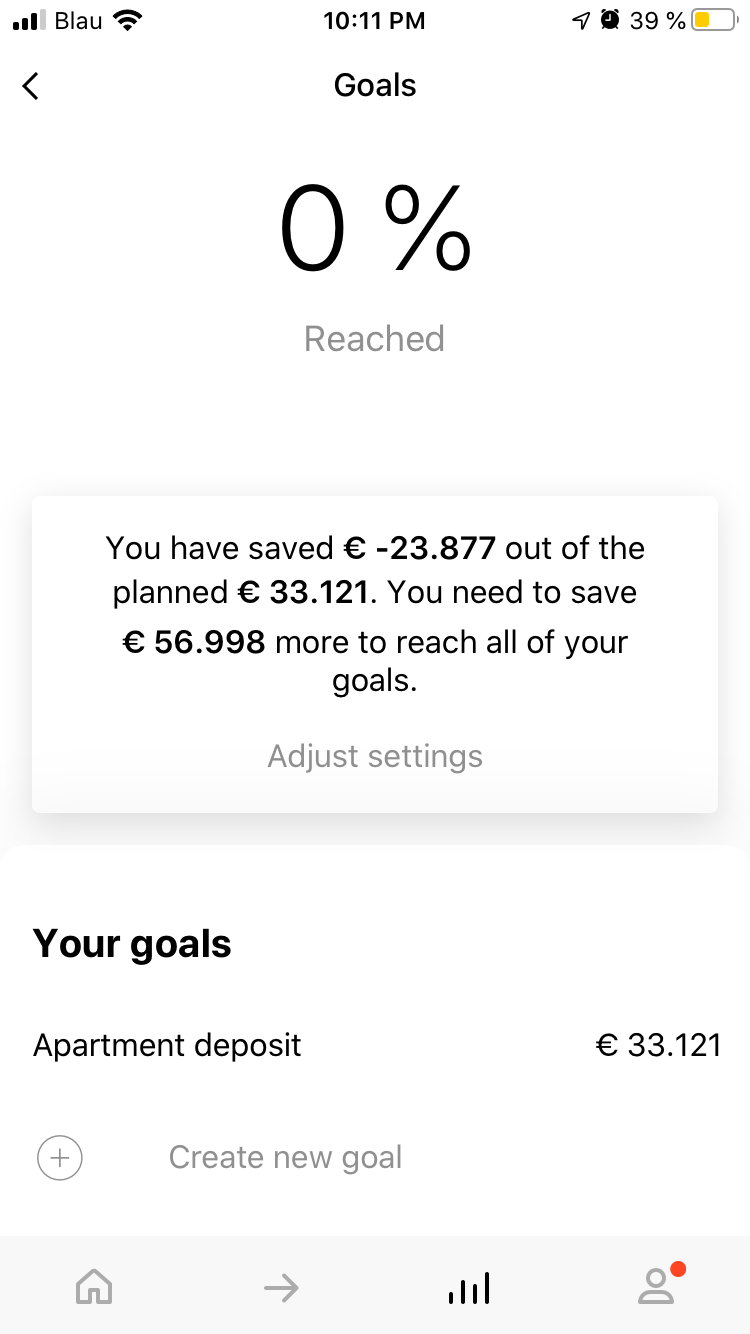 Blau 10:11 PM 39 %
Goals
0 %
Reached
You have saved € -23.877 out of the
planned € 33.121. You need to save
€ 56.998 more to reach all of your
goals.
Adjust settings
Your goals
Apartment deposit € 33.121
Create new goal